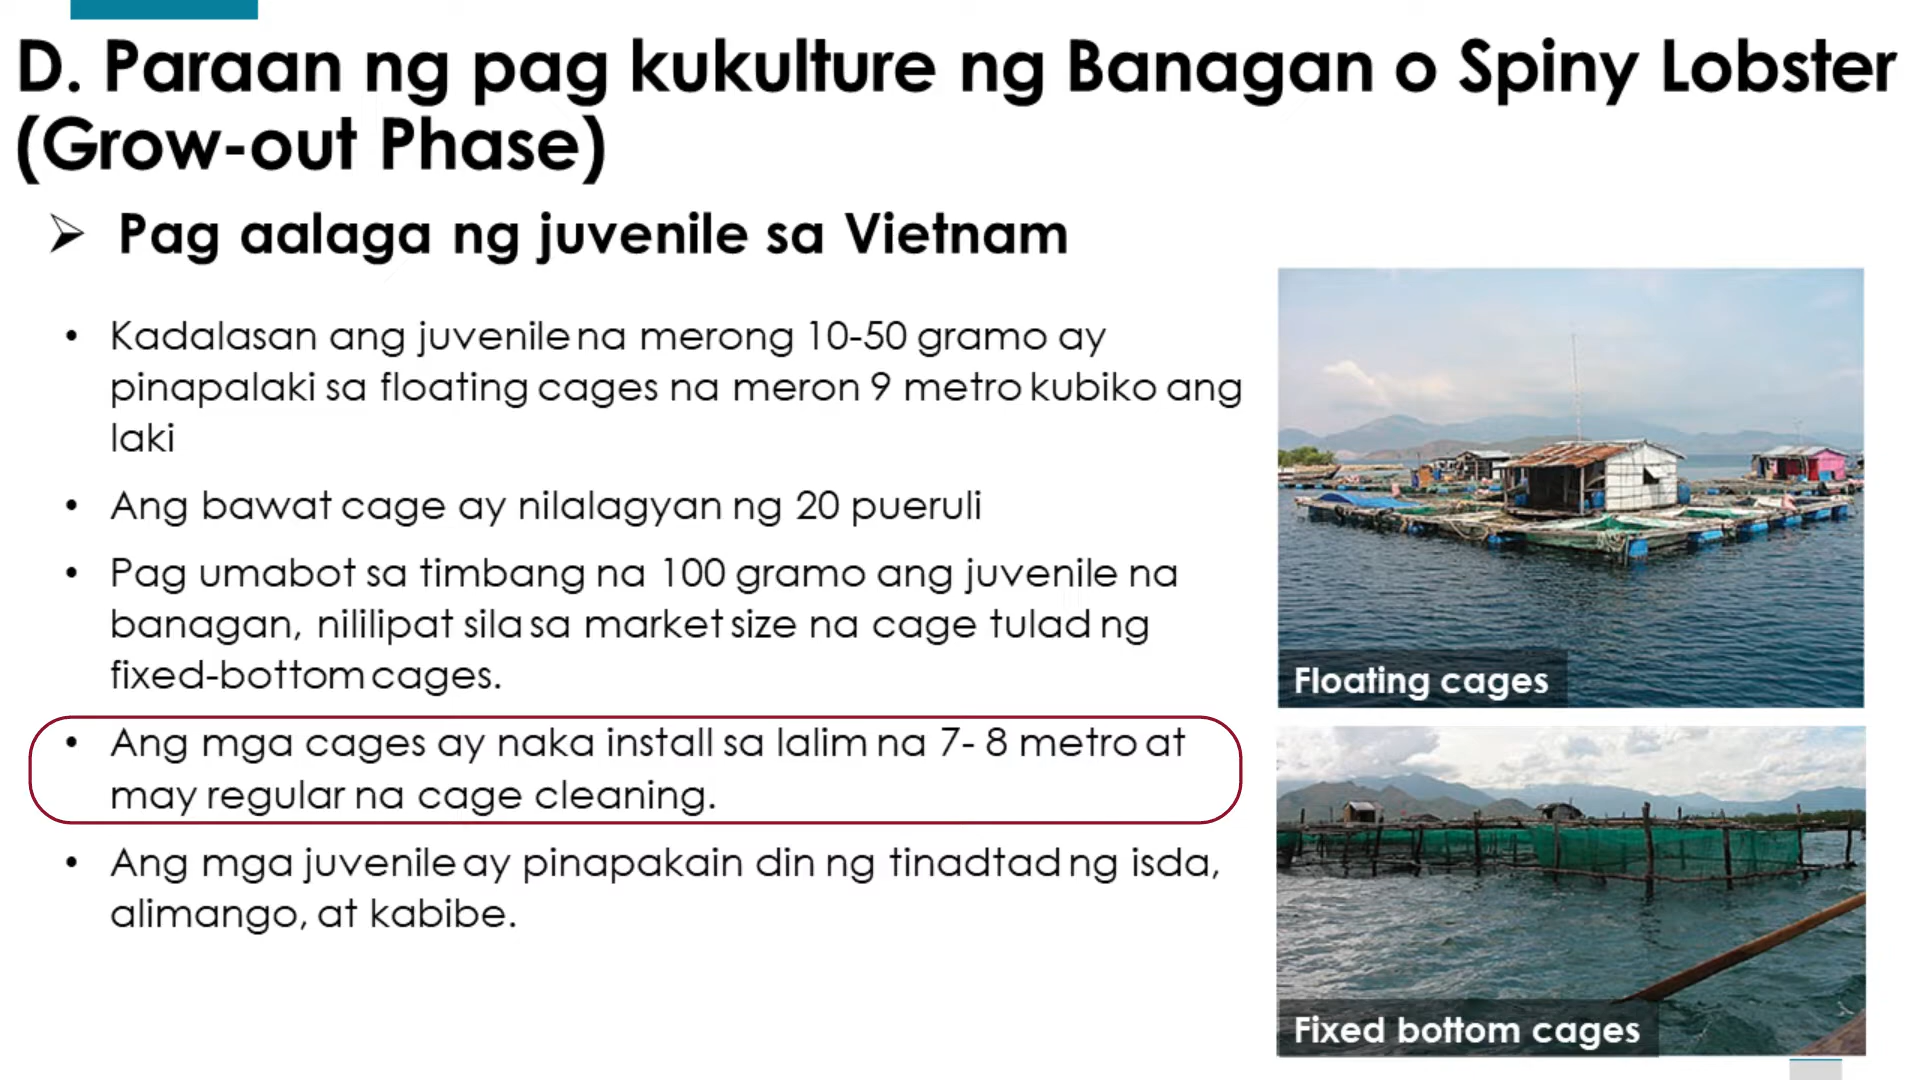 D. Paraan ng pag kukulture ng Banagan o Spiny Lobster
(Grow-out Phase)
➢ Pag aalaga ng juvenile sa Vietnam
• Kadalasan ang juvenile na merong 10-50 gramo ay
pinapalaki sa floating cages na meron 9 metro kubiko ang
laki
• Ang bawat cage ay nilalagyan ng 20 pueruli
• Pag umabot sa timbang na 100 gramo ang juvenile na
banagan, nililipat sila sa market size na cage tulad ng
fixed-bottom cages.
• Ang mga cages ay naka install sa lalim na 7- 8 metro at
may regular na cage cleaning.
• Ang mga juvenile ay pinapakain din ng tinadtad ng isda,
alimango, at kabibe.
Floating cages
Fixed bottom cages